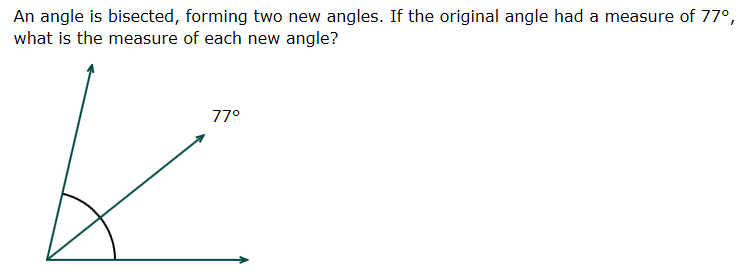 An angle is bisected, forming two new angles. If the original angle had a measure of 77°,
what is the measure of each new angle?
77°